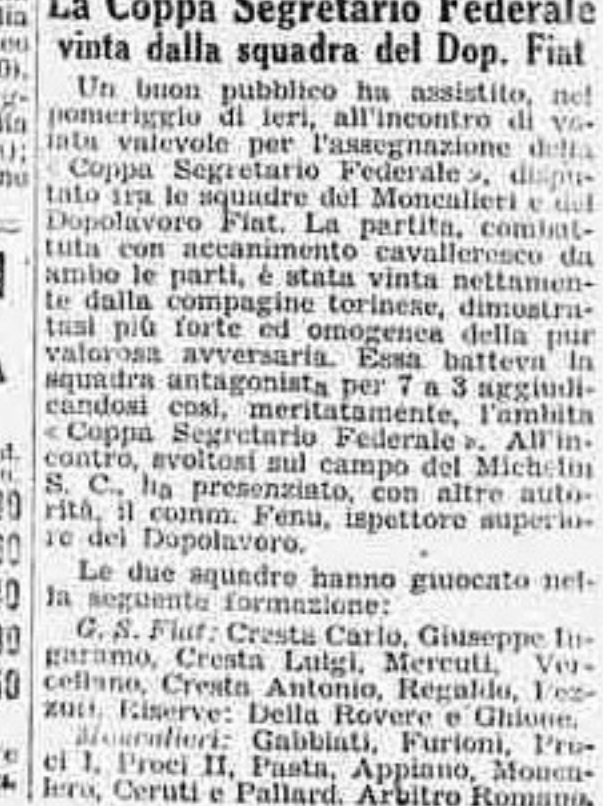 La Coppa Segretario Federale
vinta dalla squadra del Dop. Fiat
Un buon pubblico ha assistito, nel
pomeriggio di ieri, all'incontro di vo-
lata valevole per l'assegnazione della
« Coppa Segretario Federale », dispu-
tato tra le squadre del Moncalieri e del
Dopolavoro Fiat. La partita, combat-
tuta con accanimento cavalleresco da
ambo le parti, è stata vinta nettamen-
te dalla compagine torinese, dimostra-
tasi più forte ed omogenea della pur
valorosa avversaria. Essa batteva la
squadra antagonista per 7 a 3 aggiudi-
candosi così, meritatamente, l'ambita
« Coppa Segretario Federale ». All'in-
contro, svoltosi sul campo del Michelin
S. C., ha presenziato, con altre auto-
rità, il comm. Fenu, ispettore superio-
re del Dopolavoro.
Le due squadre hanno giuocato nel-
la seguente formazione:
G. S. Fiat: Cresta Carlo, Giuseppe In-
garamo, Cresta Luigi, Mercuti, Ver-
cellano, Cresta Antonio, Regaldo,
Riserve: Della Rovere e Ghione.
Moncalieri: Gabbiati, Furioni, Pro-
ci I, Proci II, Pasta, Appiano, Monca-
lero, Ceruti e Pallard. Arbitro Romano.